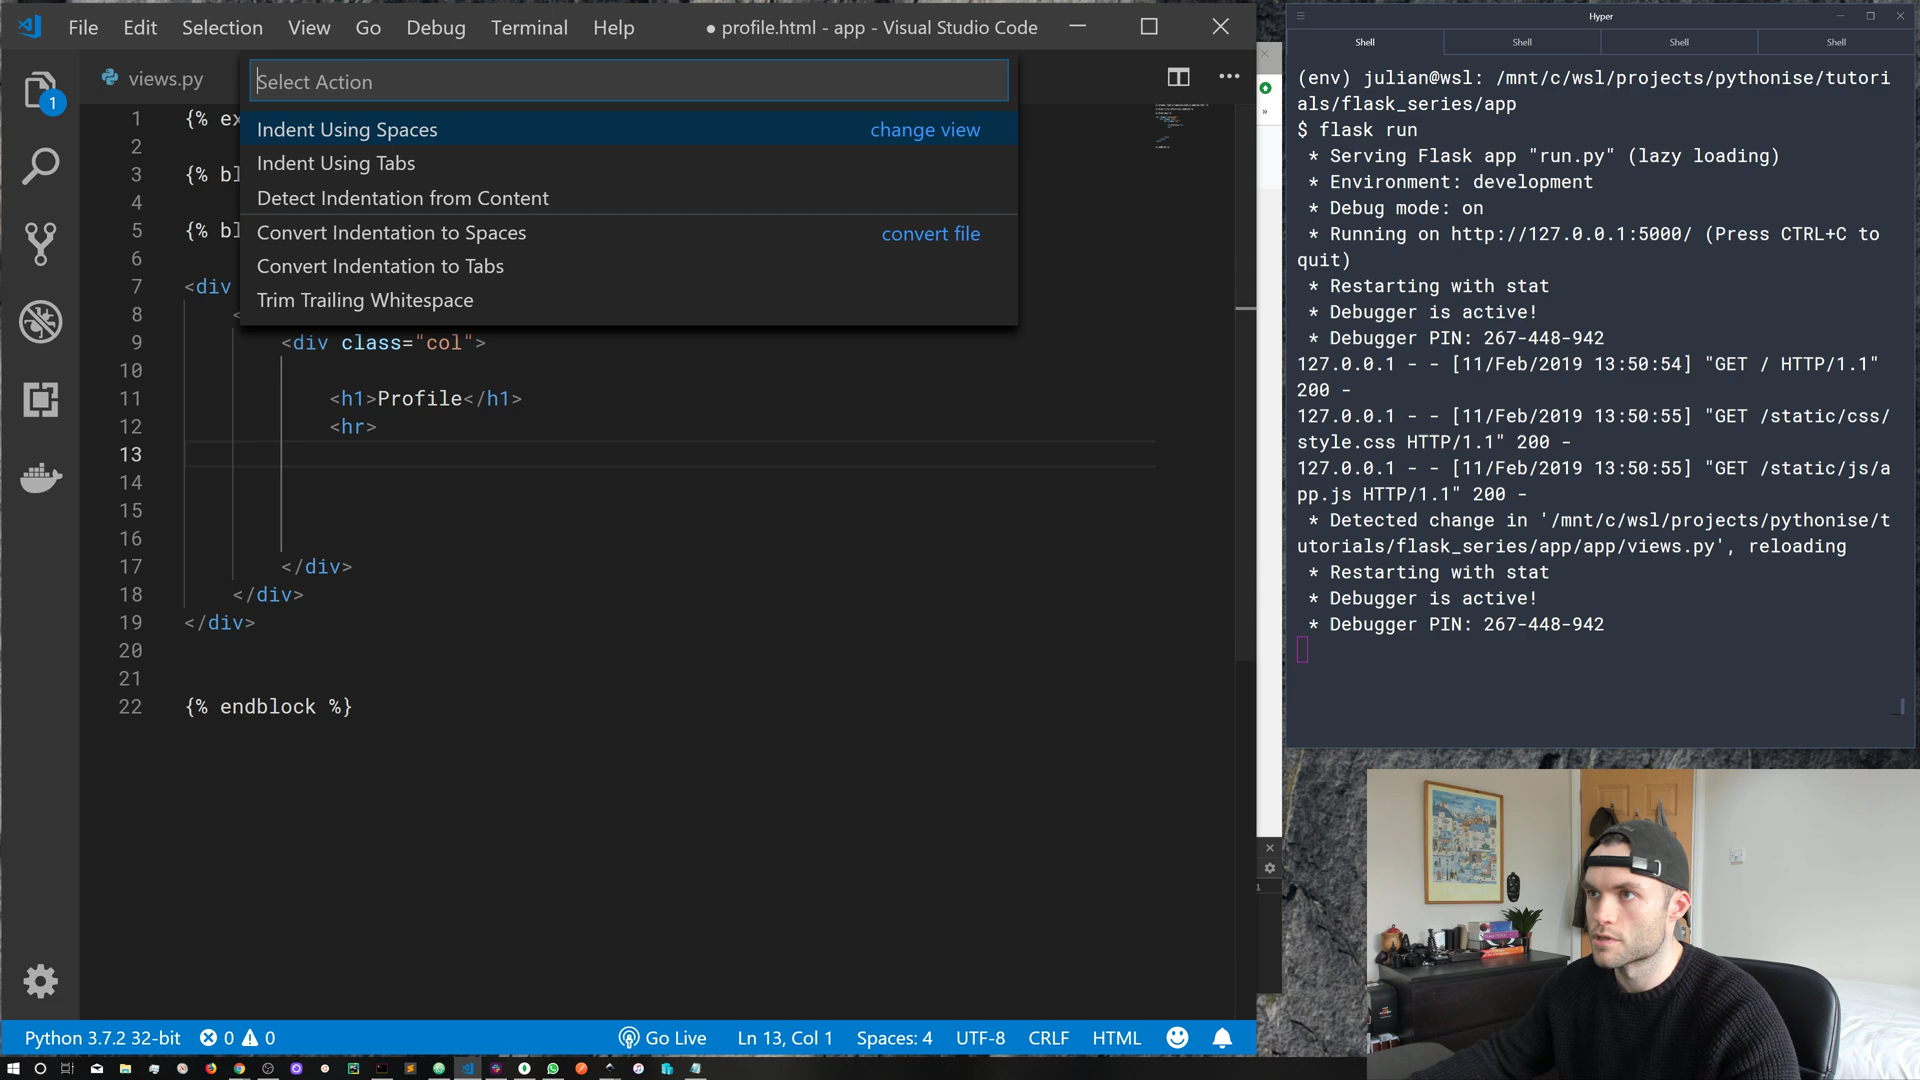 File Edit Selection View Go Debug Terminal Help
● profile.html - app - Visual Studio Code
1
views.py
Select Action
Indent Using Spaces change view
Indent Using Tabs
Detect Indentation from Content
Convert Indentation to Spaces convert file
Convert Indentation to Tabs
Trim Trailing Whitespace
1 {% ex
2
3 {% bl
4
5 {% bl
6
7 <div
8 <
9 <div class="col">
10
11 <h1>Profile</h1>
12 <hr>
13
14
15
16
17 </div>
18 </div>
19 </div>
20
21
22 {% endblock %}
Python 3.7.2 32-bit 0 0 Go Live Ln 13, Col 1 Spaces: 4 UTF-8 CRLF HTML
»
1
Hyper
Shell Shell Shell Shell
(env) julian@wsl: /mnt/c/wsl/projects/pythonise/tutori
als/flask_series/app
$ flask run
* Serving Flask app "run.py" (lazy loading)
* Environment: development
* Debug mode: on
* Running on http://127.0.0.1:5000/ (Press CTRL+C to
quit)
* Restarting with stat
* Debugger is active!
* Debugger PIN: 267-448-942
127.0.0.1 - - [11/Feb/2019 13:50:54] "GET / HTTP/1.1"
200 -
127.0.0.1 - - [11/Feb/2019 13:50:55] "GET /static/css/
style.css HTTP/1.1" 200 -
127.0.0.1 - - [11/Feb/2019 13:50:55] "GET /static/js/a
pp.js HTTP/1.1" 200 -
* Detected change in '/mnt/c/wsl/projects/pythonise/t
utorials/flask_series/app/app/views.py', reloading
* Restarting with stat
* Debugger is active!
* Debugger PIN: 267-448-942